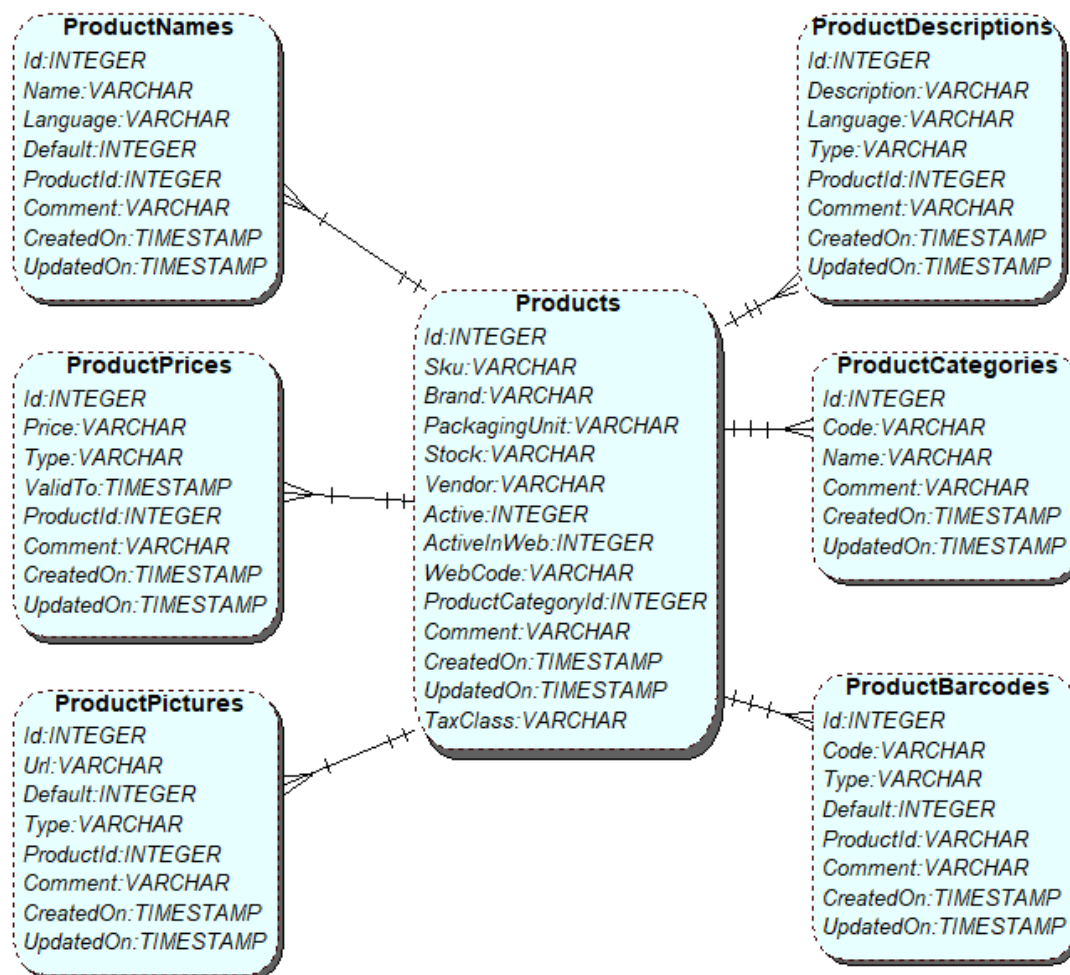 ProductNames
Id:INTEGER
Name:VARCHAR
Language:VARCHAR
Default:INTEGER
ProductId:INTEGER
Comment:VARCHAR
CreatedOn:TIMESTAMP
UpdatedOn:TIMESTAMP
ProductDescriptions
Id:INTEGER
Description:VARCHAR
Language:VARCHAR
Type:VARCHAR
ProductId:INTEGER
Comment:VARCHAR
CreatedOn:TIMESTAMP
UpdatedOn:TIMESTAMP
Products
Id:INTEGER
Sku:VARCHAR
Brand:VARCHAR
PackagingUnit:VARCHAR
Stock:VARCHAR
Vendor:VARCHAR
Active:INTEGER
ActiveInWeb:INTEGER
WebCode:VARCHAR
ProductCategoryId:INTEGER
Comment:VARCHAR
CreatedOn:TIMESTAMP
UpdatedOn:TIMESTAMP
TaxClass:VARCHAR
ProductPrices
Id:INTEGER
Price:VARCHAR
Type:VARCHAR
ValidTo:TIMESTAMP
ProductId:INTEGER
Comment:VARCHAR
CreatedOn:TIMESTAMP
UpdatedOn:TIMESTAMP
ProductCategories
Id:INTEGER
Code:VARCHAR
Name:VARCHAR
Comment:VARCHAR
CreatedOn:TIMESTAMP
UpdatedOn:TIMESTAMP
ProductPictures
Id:INTEGER
Url:VARCHAR
Default:INTEGER
Type:VARCHAR
ProductId:INTEGER
Comment:VARCHAR
CreatedOn:TIMESTAMP
UpdatedOn:TIMESTAMP
ProductBarcodes
Id:INTEGER
Code:VARCHAR
Type:VARCHAR
Default:INTEGER
ProductId:VARCHAR
Comment:VARCHAR
CreatedOn:TIMESTAMP
UpdatedOn:TIMESTAMP